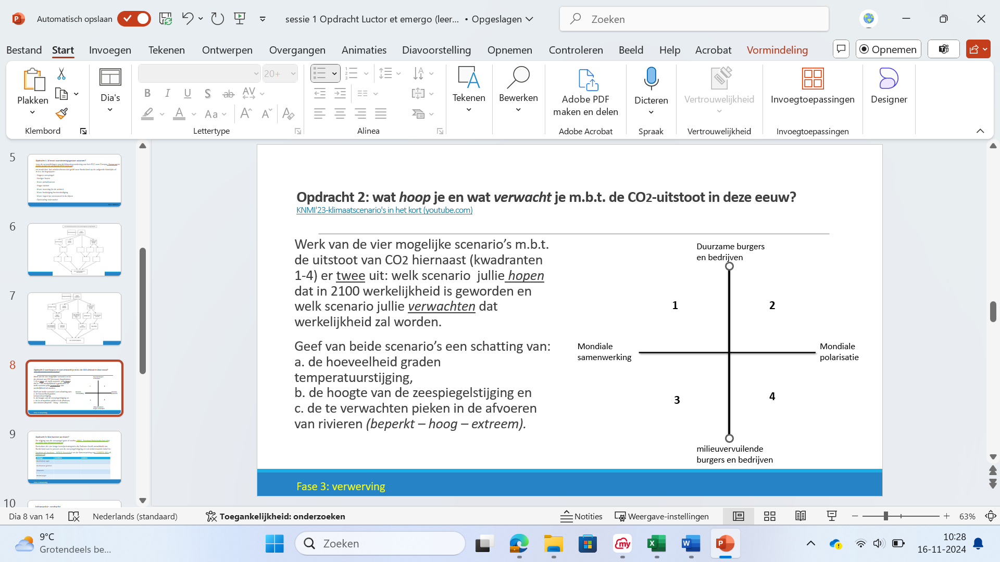 Automatisch opslaan
sessie 1 Opdracht Luctor et emergo (leer... • Opgeslagen
Zoeken
Bestand Start Invoegen Tekenen Ontwerpen Overgangen Animaties Diavoorstelling Opnemen Controleren Beeld Help Acrobat Vormindeling
Opnemen
Plakken
Klembord
Dia's
20+
Lettertype
Alinea
Tekenen
Bewerken
Adobe PDF
maken en delen
Adobe Acrobat
Dicteren
Spraak
Vertrouwelijkheid
Vertrouwelijkheid
Invoegtoepassingen
Invoegtoepassingen
Designer
5
6
7
8
9
10
Opdracht 2: wat hoop je en wat verwacht je m.b.t. de CO2-uitstoot in deze eeuw?
KNMI'23-klimaatscenario's in het kort (youtube.com)
Werk van de vier mogelijke scenario's m.b.t.
de uitstoot van CO2 hiernaast (kwadranten
1-4) er twee uit: welk scenario jullie hopen
dat in 2100 werkelijkheid is geworden en
welk scenario jullie verwachten dat
werkelijkheid zal worden.
Geef van beide scenario's een schatting van:
a. de hoeveelheid graden
temperatuurstijging,
b. de hoogte van de zeespiegelstijging en
c. de te verwachten pieken in de afvoeren
van rivieren (beperkt – hoog – extreem).
Duurzame burgers
en bedrijven
1
2
Mondiale
samenwerking
Mondiale
polarisatie
3
4
milieuvervuilende
burgers en bedrijven
Fase 3: verwerving
Dia 8 van 14
Nederlands (standaard)
Toegankelijkheid: onderzoeken
Notities
Weergave-instellingen
63%
9°C
Grotendeels be...
Zoeken
10:28
16-11-2024